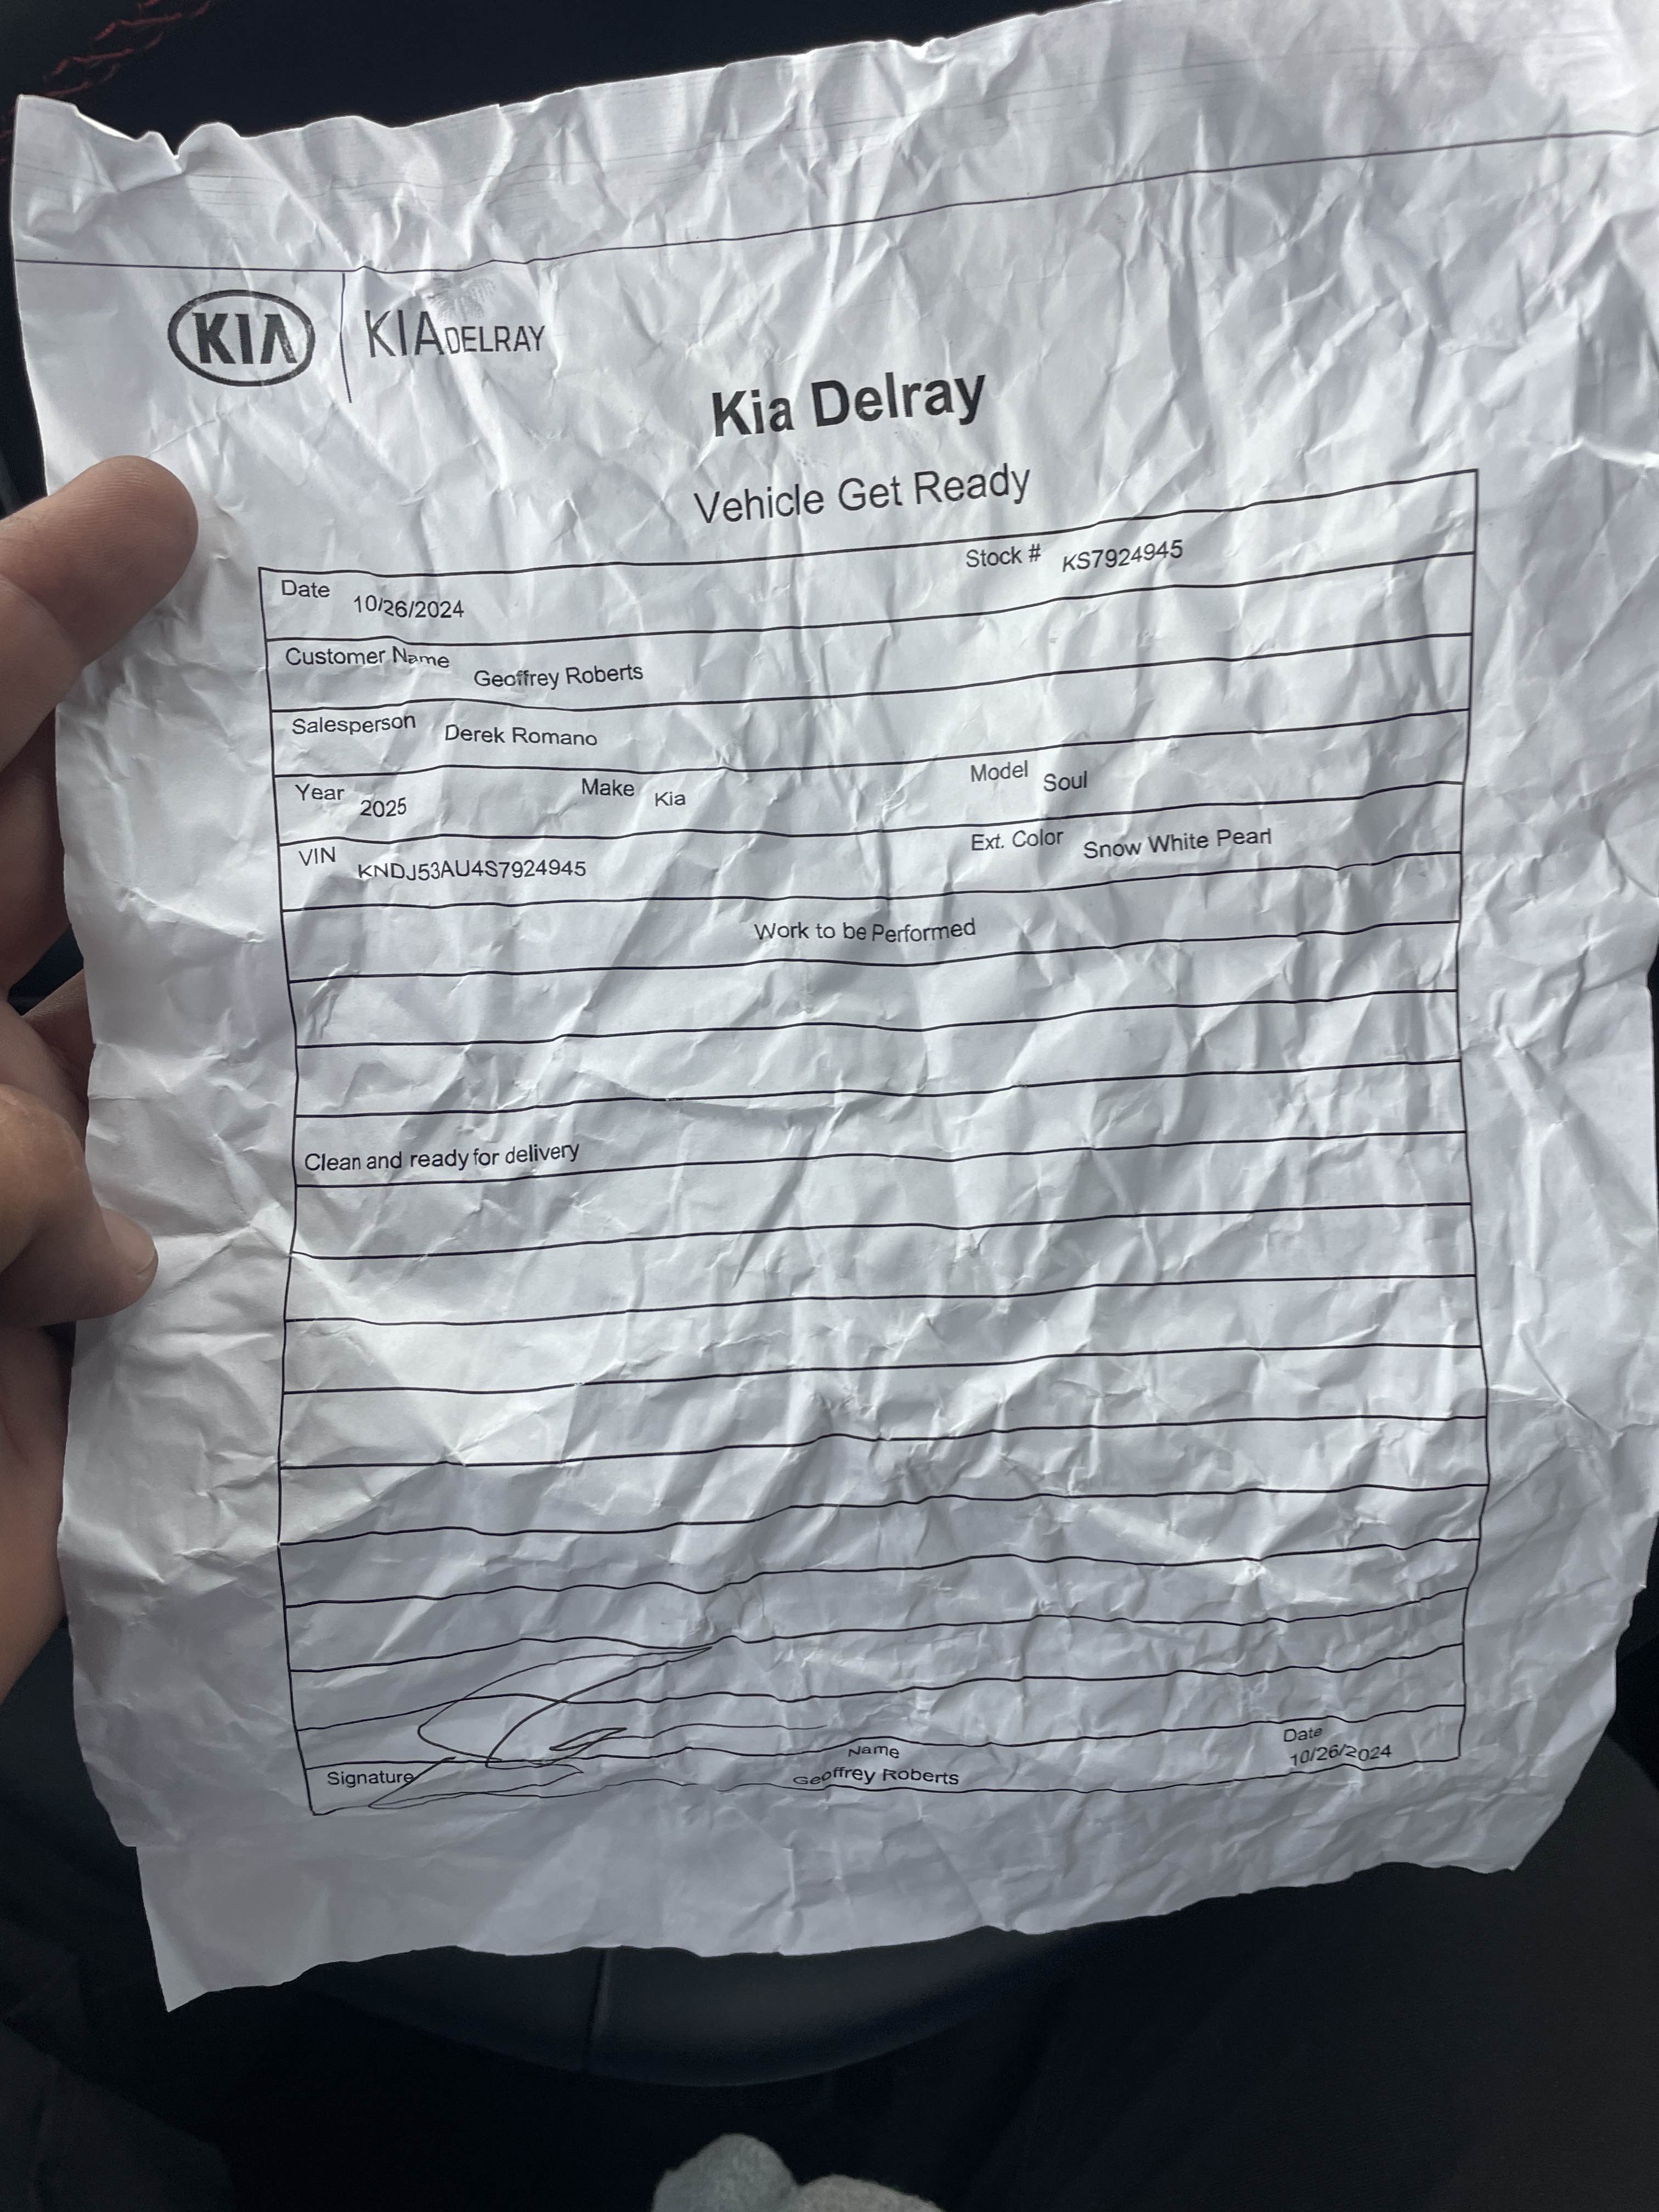 KIA KIA DELRAY
Kia Delray
Vehicle Get Ready
Date 10/26/2024 Stock # KS7924945
Customer Name Geoffrey Roberts
Salesperson Derek Romano
Year 2025 Make Kia Model Soul
VIN KNDJ53AU4S7924945 Ext. Color Snow White Pearl
Work to be Performed
Clean and ready for delivery
Signature Name Geoffrey Roberts Date 10/26/2024